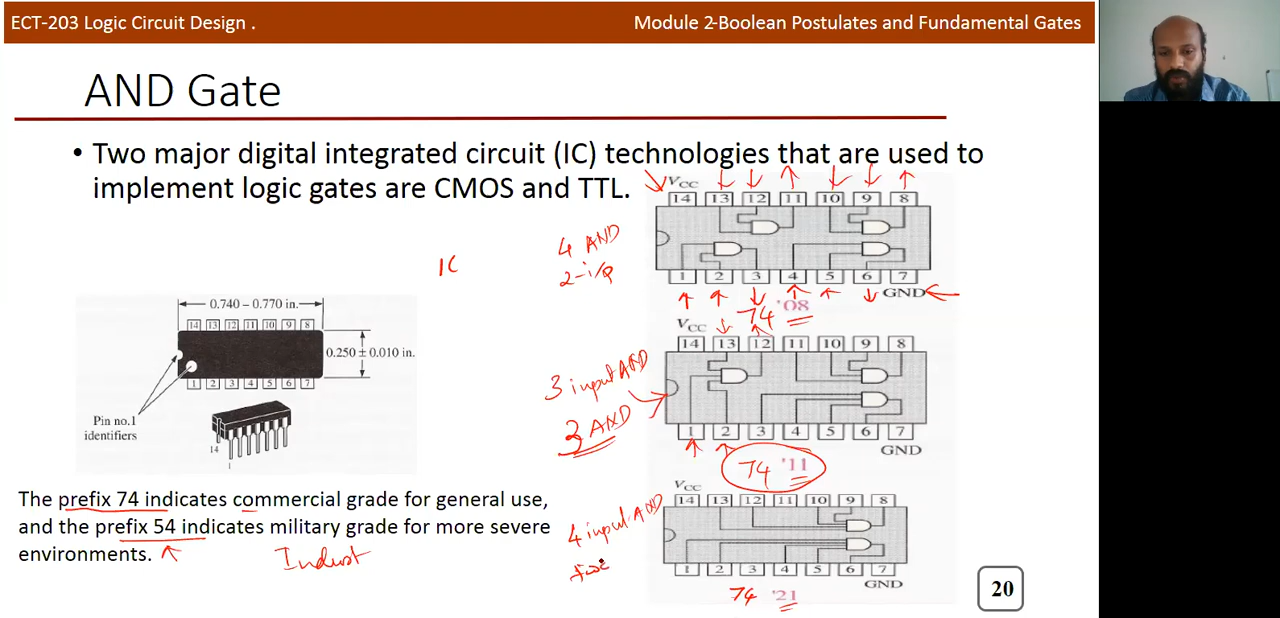 ECT-203 Logic Circuit Design .
Module 2-Boolean Postulates and Fundamental Gates
AND Gate
• Two major digital integrated circuit (IC) technologies that are used to
implement logic gates are CMOS and TTL.
IC
0.740 – 0.770 in.
14 13 12 11 10 9 8
0.250 ± 0.010 in.
1 2 3 4 5 6 7
Pin no.1
identifiers
14
1
The prefix 74 indicates commercial grade for general use,
and the prefix 54 indicates military grade for more severe
environments.
Indust
4 AND
2-i/p
VCC
14 13 12 11 10 9 8
1 2 3 4 5 6 7
GND
74 '08
3 input AND
3 AND
VCC
14 13 12 11 10 9 8
1 2 3 4 5 6 7
GND
74 '11
4 input AND
VCC
14 13 12 11 10 9 8
1 2 3 4 5 6 7
GND
74 '21
20